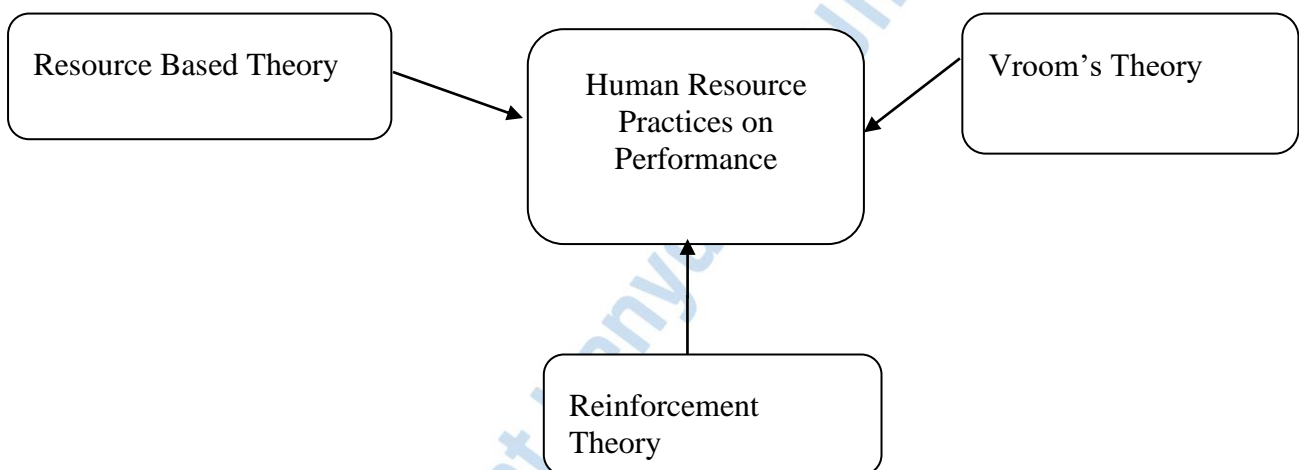 Resource Based Theory
Human Resource
Practices on
Performance
Vroom’s Theory
Reinforcement
Theory